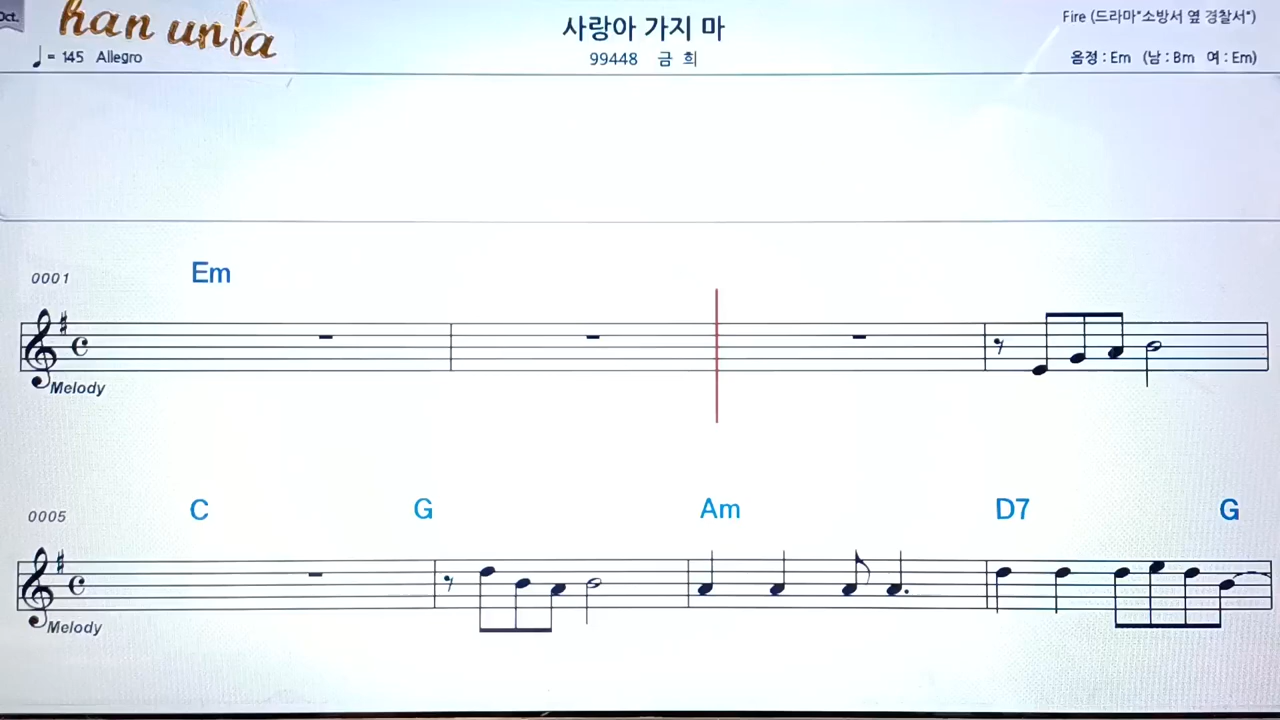 Oct.
han unfa
♩ = 145 Allegro
사랑아 가지 마
99448 금 희
Fire (드라마"소방서 옆 경찰서")
음정 : Em (남 : Bm 여 : Em)
0001
Em
Melody
0005
C G Am D7 G
Melody